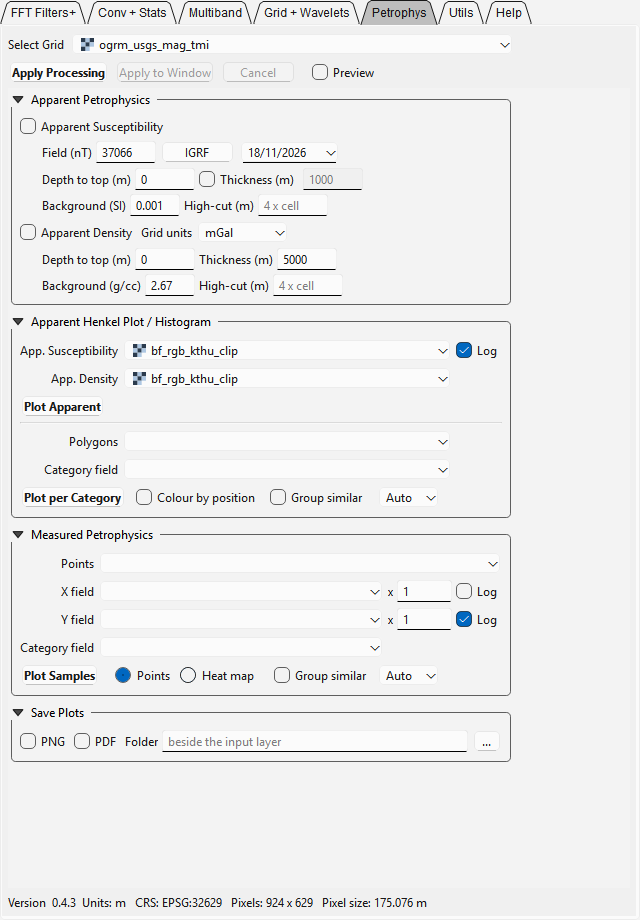 FFT Filters+ Conv + Stats Multiband Grid + Wavelets Petrophys Utils Help
Select Grid ogrm_usgs_mag_tmi
Apply Processing Apply to Window Cancel Preview
Apparent Petrophysics
Apparent Susceptibility
Field (nT) 37066 IGRF 18/11/2026
Depth to top (m) 0 Thickness (m) 1000
Background (SI) 0.001 High-cut (m) 4 x cell
Apparent Density Grid units mGal
Depth to top (m) 0 Thickness (m) 5000
Background (g/cc) 2.67 High-cut (m) 4 x cell
Apparent Henkel Plot / Histogram
App. Susceptibility bf_rgb_kthu_clip Log
App. Density bf_rgb_kthu_clip
Plot Apparent
Polygons
Category field
Plot per Category Colour by position Group similar Auto
Measured Petrophysics
Points
X field x 1 Log
Y field x 1 Log
Category field
Plot Samples Points Heat map Group similar Auto
Save Plots
PNG PDF Folder beside the input layer ...
Version 0.4.3 Units: m CRS: EPSG:32629 Pixels: 924 x 629 Pixel size: 175.076 m